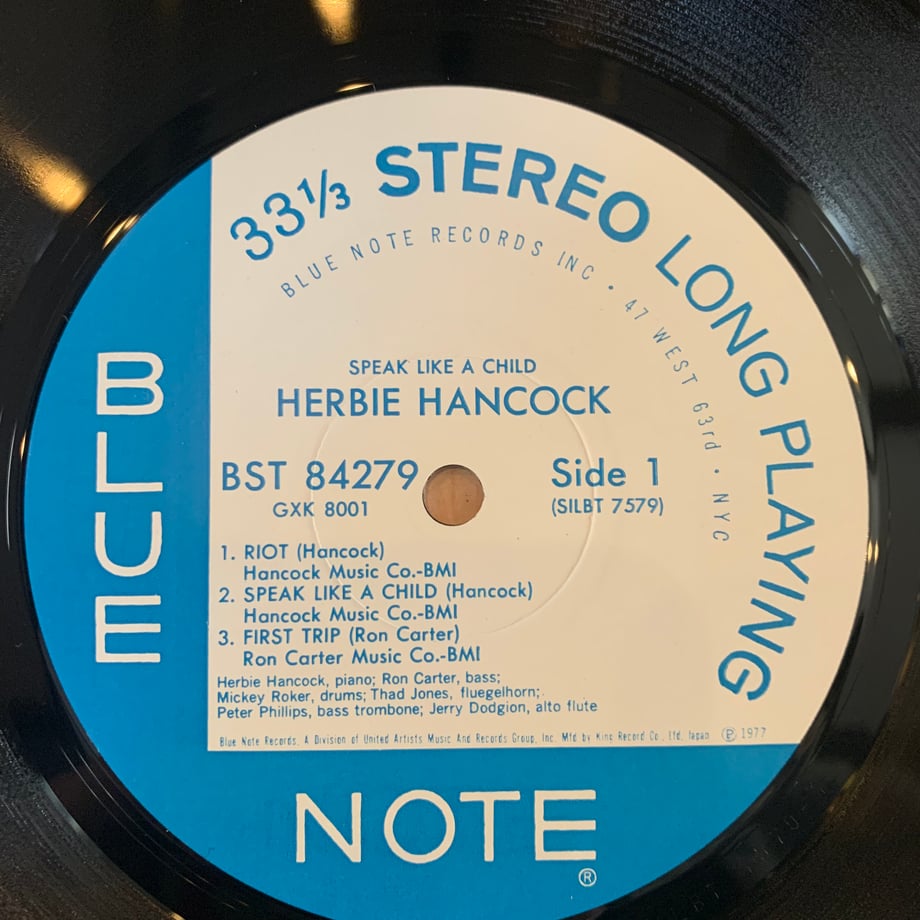 33⅓ STEREO LONG PLAYING
BLUE NOTE RECORDS INC · 47 WEST 63rd · NYC
SPEAK LIKE A CHILD
HERBIE HANCOCK
BST 84279
GXK 8001
Side 1
(SILBT 7579)
1. RIOT (Hancock)
Hancock Music Co.-BMI
2. SPEAK LIKE A CHILD (Hancock)
Hancock Music Co.-BMI
3. FIRST TRIP (Ron Carter)
Ron Carter Music Co.-BMI
Herbie Hancock, piano; Ron Carter, bass;
Mickey Roker, drums; Thad Jones, fluegelhorn;
Peter Phillips, bass trombone; Jerry Dodgion, alto flute
Blue Note Records, A Division of United Artists Music And Records Group, Inc. Mfd by King Record Co., Ltd, Japan ℗ 1977
BLUE
NOTE
®